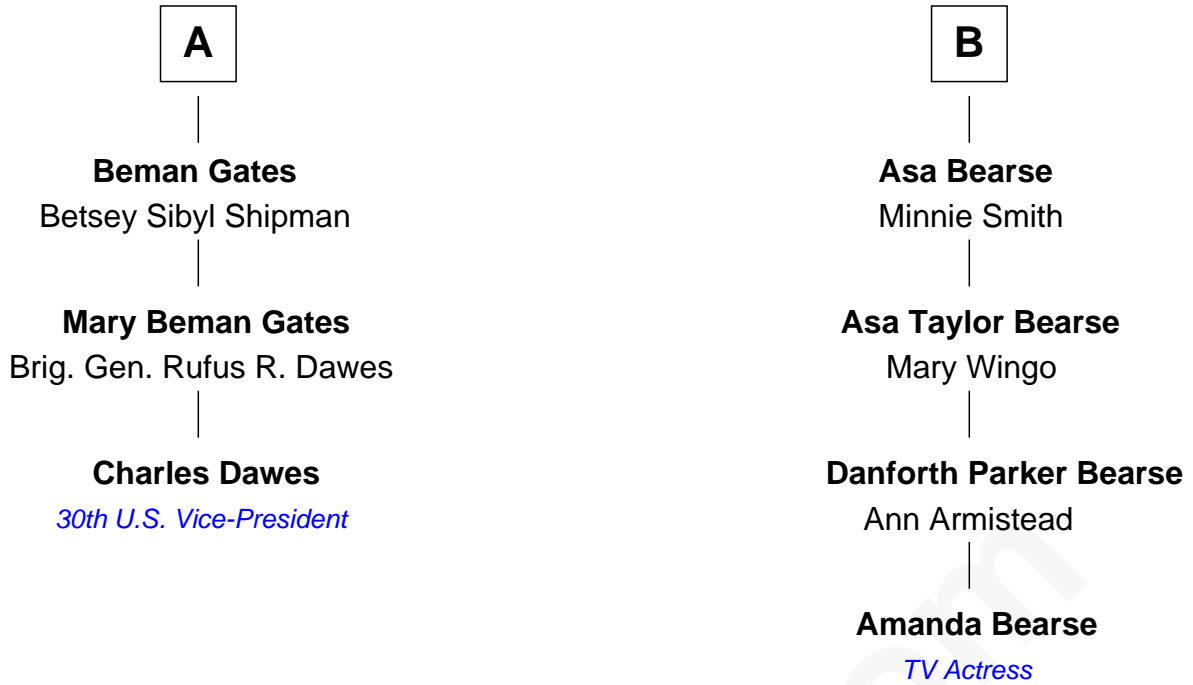 A
Beman Gates
Betsey Sibyl Shipman
Mary Beman Gates
Brig. Gen. Rufus R. Dawes
Charles Dawes
30th U.S. Vice-President
B
Asa Bearse
Minnie Smith
Asa Taylor Bearse
Mary Wingo
Danforth Parker Bearse
Ann Armistead
Amanda Bearse
TV Actress